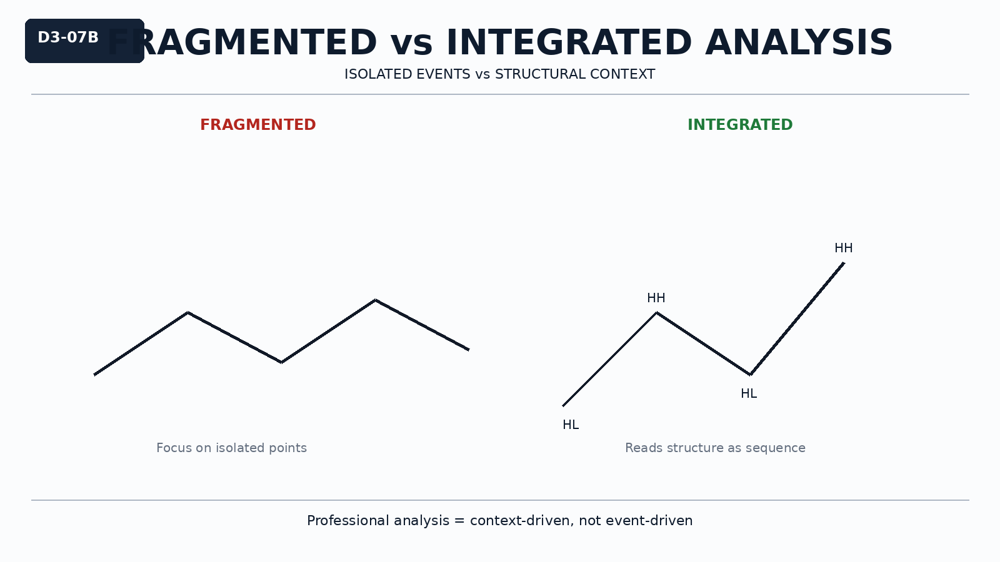 D3-07B
FRAGMENTED vs INTEGRATED ANALYSIS
ISOLATED EVENTS vs STRUCTURAL CONTEXT
FRAGMENTED
INTEGRATED
HH
HH
HL
HL
Focus on isolated points
Reads structure as sequence
Professional analysis = context-driven, not event-driven